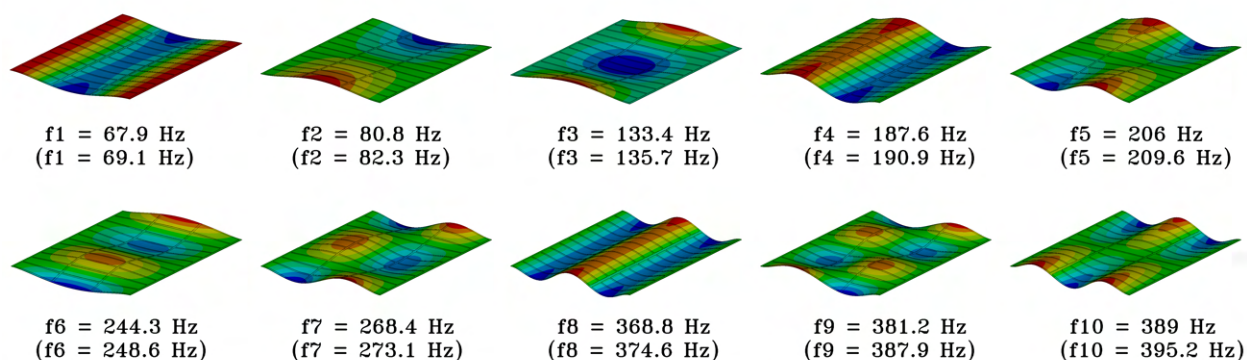 f1 = 67.9 Hz
(f1 = 69.1 Hz)
f2 = 80.8 Hz
(f2 = 82.3 Hz)
f3 = 133.4 Hz
(f3 = 135.7 Hz)
f4 = 187.6 Hz
(f4 = 190.9 Hz)
f5 = 206 Hz
(f5 = 209.6 Hz)
f6 = 244.3 Hz
(f6 = 248.6 Hz)
f7 = 268.4 Hz
(f7 = 273.1 Hz)
f8 = 368.8 Hz
(f8 = 374.6 Hz)
f9 = 381.2 Hz
(f9 = 387.9 Hz)
f10 = 389 Hz
(f10 = 395.2 Hz)